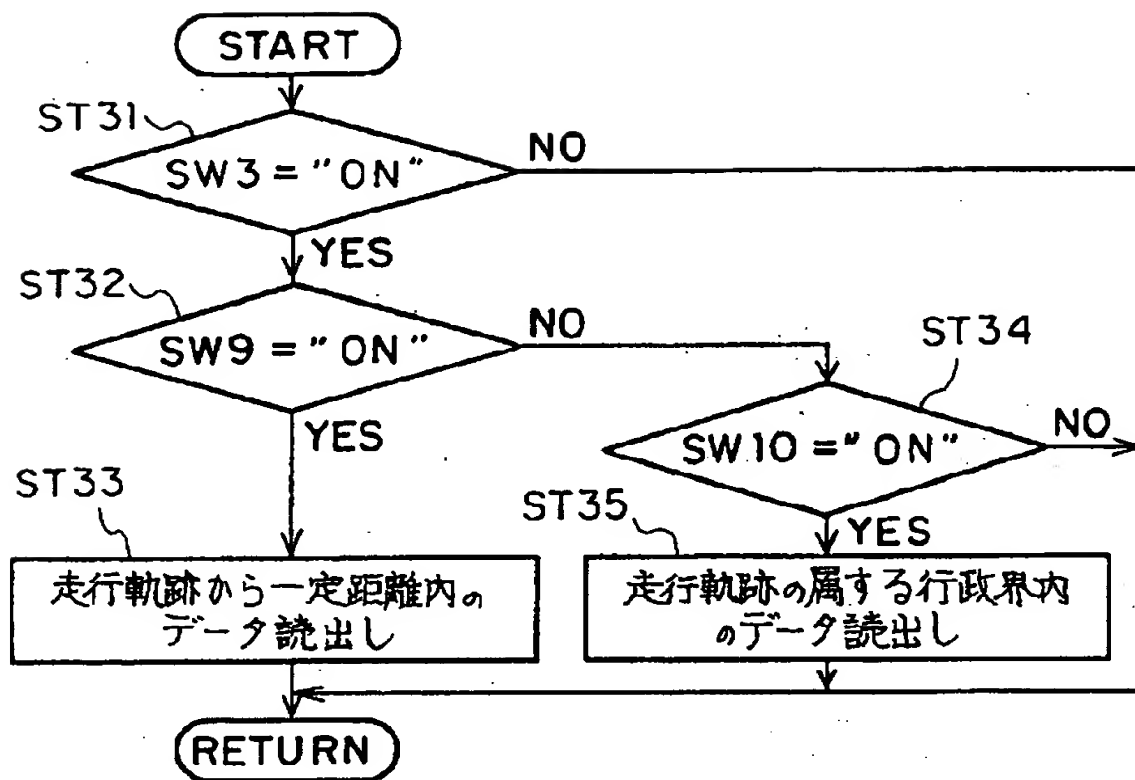 START
ST31
SW3="ON"
NO
YES
ST32
SW9="ON"
NO
ST34
YES
SW10="ON"
NO
ST33
ST35
YES
走行軌跡から一定距離内の
データ読出し
走行軌跡の属する行政界内
のデータ読出し
RETURN